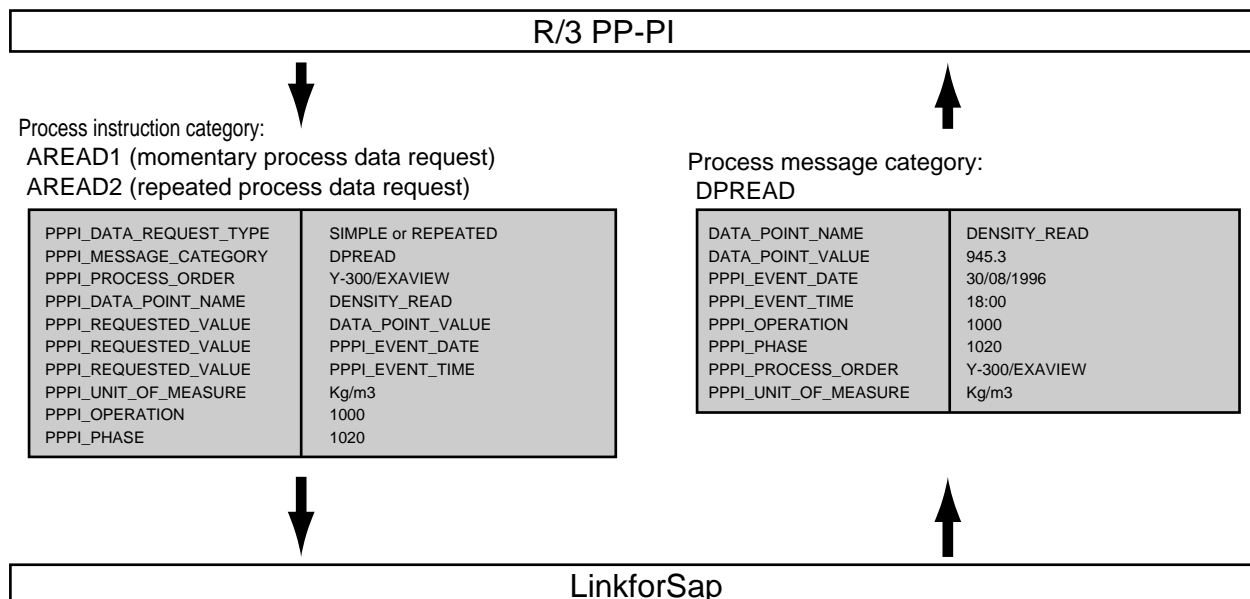 R/3 PP-PI
Process instruction category:
AREAD1 (momentary process data request)
AREAD2 (repeated process data request)
PPPI_DATA_REQUEST_TYPE SIMPLE or REPEATED
PPPI_MESSAGE_CATEGORY DPREAD
PPPI_PROCESS_ORDER Y-300/EXAVIEW
PPPI_DATA_POINT_NAME DENSITY_READ
PPPI_REQUESTED_VALUE DATA_POINT_VALUE
PPPI_REQUESTED_VALUE PPPI_EVENT_DATE
PPPI_REQUESTED_VALUE PPPI_EVENT_TIME
PPPI_UNIT_OF_MEASURE Kg/m3
PPPI_OPERATION 1000
PPPI_PHASE 1020
Process message category:
DPREAD
DATA_POINT_NAME DENSITY_READ
DATA_POINT_VALUE 945.3
PPPI_EVENT_DATE 30/08/1996
PPPI_EVENT_TIME 18:00
PPPI_OPERATION 1000
PPPI_PHASE 1020
PPPI_PROCESS_ORDER Y-300/EXAVIEW
PPPI_UNIT_OF_MEASURE Kg/m3
LinkforSap